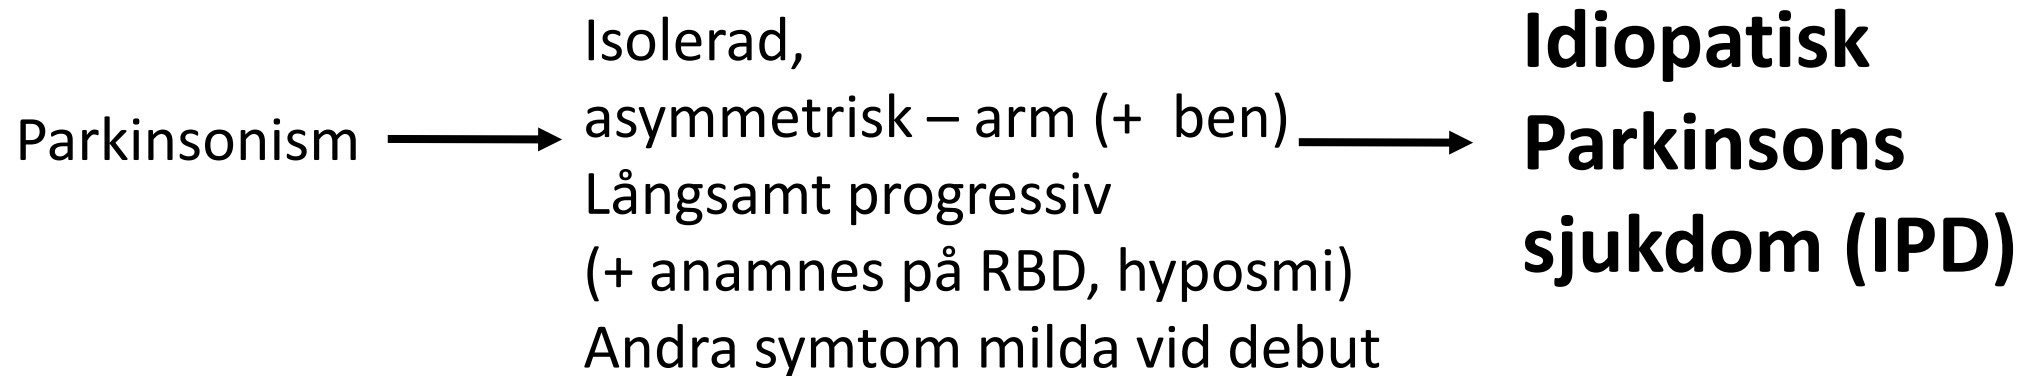 Parkinsonism
Isolerad,
asymmetrisk – arm (+ ben)
Långsamt progressiv
(+ anamnes på RBD, hyposmi)
Andra symtom milda vid debut
Idiopatisk
Parkinsons
sjukdom (IPD)